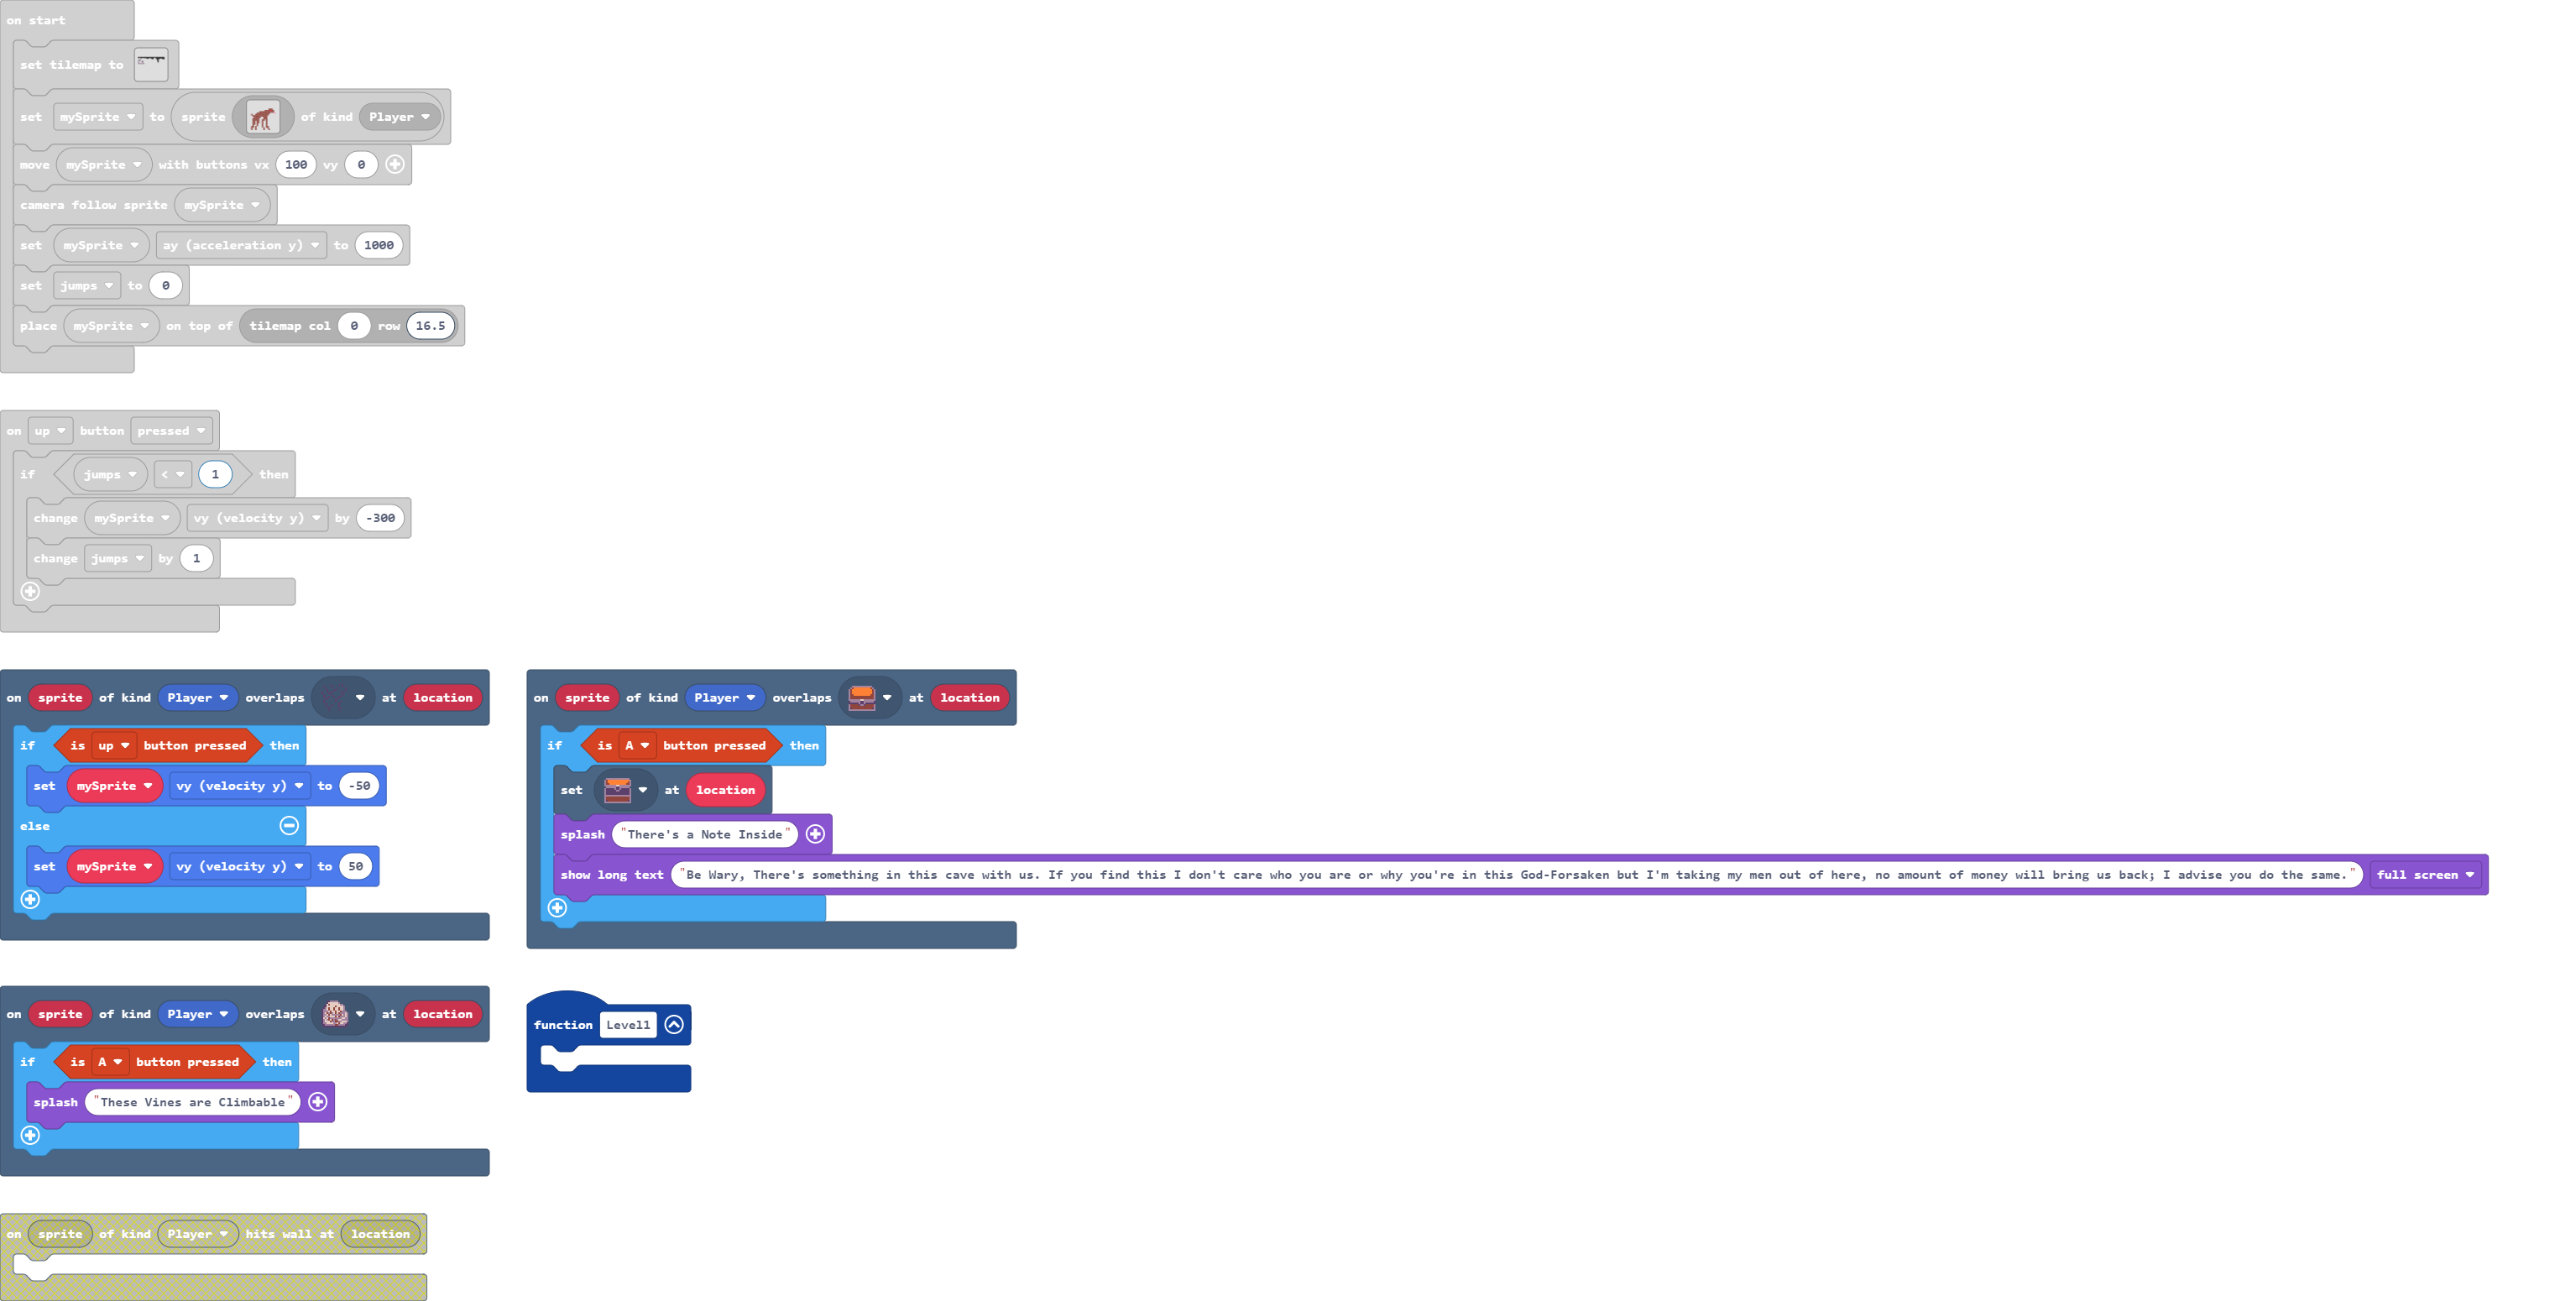 on start
set tilemap to
set mySprite to sprite of kind Player
move mySprite with buttons vx 100 vy 0
camera follow sprite mySprite
set mySprite ay (acceleration y) to 1000
set jumps to 0
place mySprite on top of tilemap col 0 row 16.5
on up button pressed
if jumps < 1 then
change mySprite vy (velocity y) by -300
change jumps by 1
on sprite of kind Player overlaps at location
if is up button pressed then
set mySprite vy (velocity y) to -50
else
set mySprite vy (velocity y) to 50
on sprite of kind Player overlaps at location
if is A button pressed then
set at location
splash "There's a Note Inside"
show long text "Be Wary, There's something in this cave with us. If you find this I don't care who you are or why you're in this God-Forsaken but I'm taking my men out of here, no amount of money will bring us back; I advise you do the same." full screen
on sprite of kind Player overlaps at location
if is A button pressed then
splash "These Vines are Climbable"
function Level1
on sprite of kind Player hits wall at location